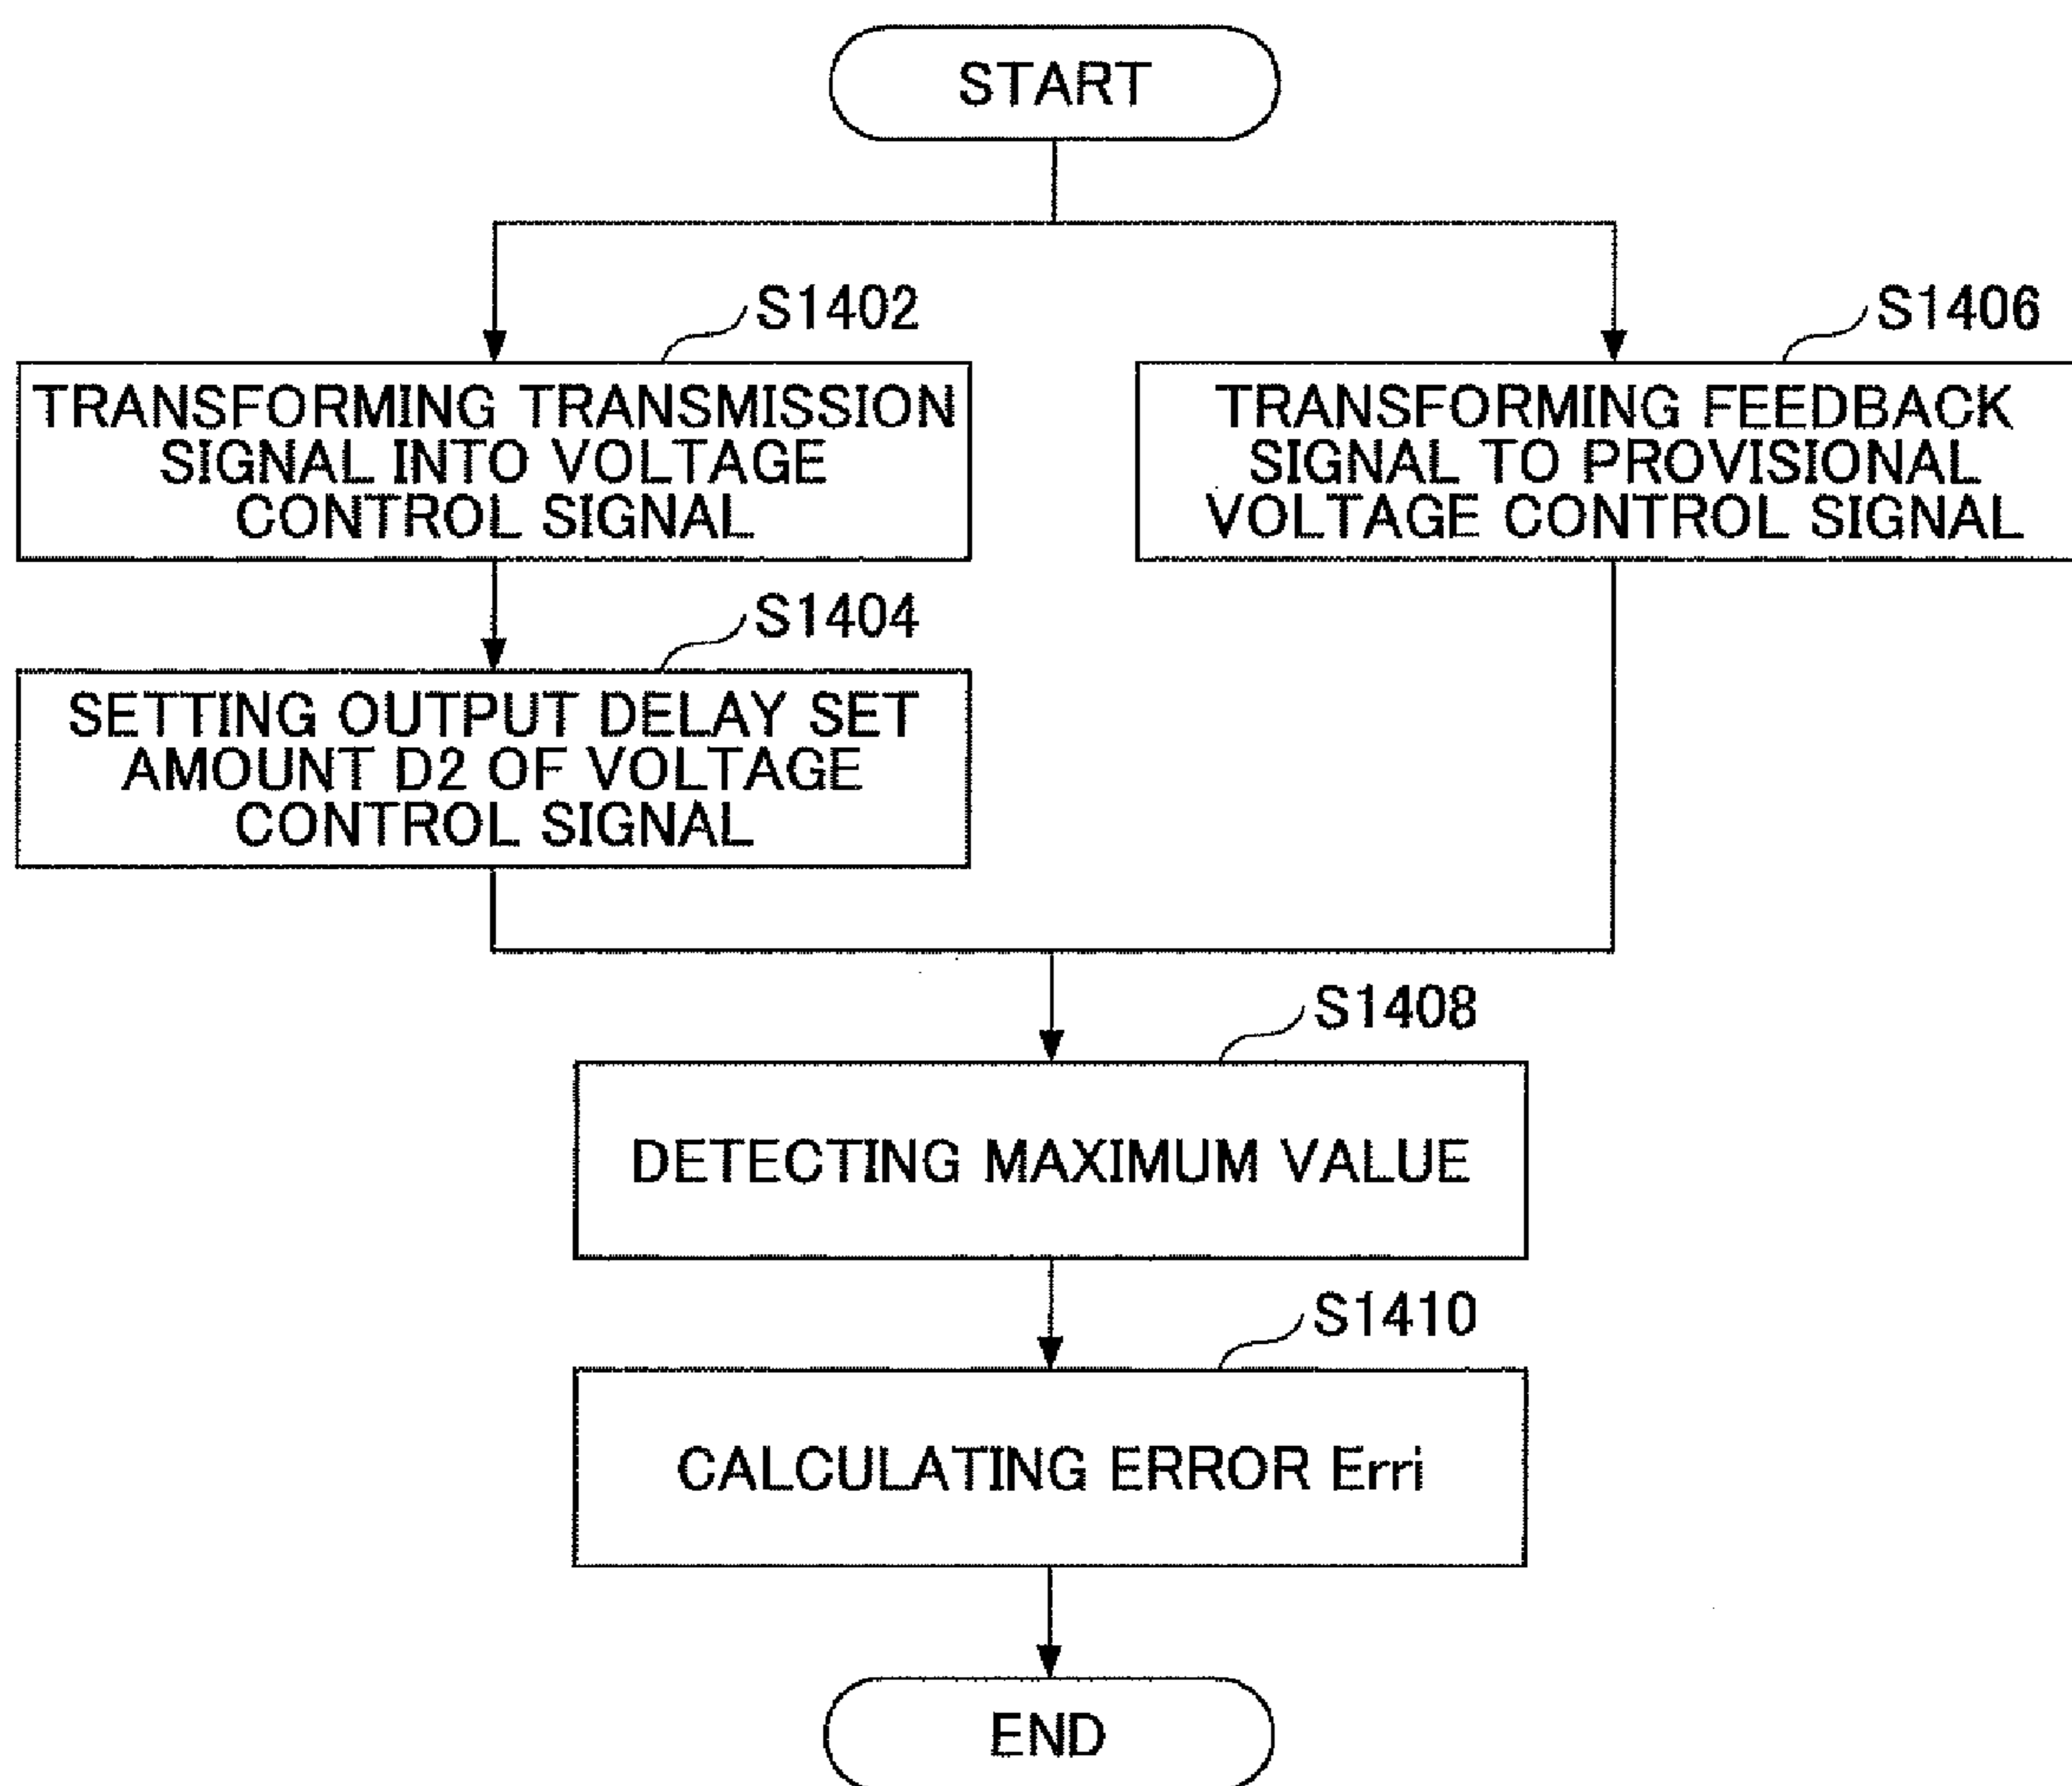 START
S1402
TRANSFORMING TRANSMISSION
SIGNAL INTO VOLTAGE
CONTROL SIGNAL
S1404
SETTING OUTPUT DELAY SET
AMOUNT D2 OF VOLTAGE
CONTROL SIGNAL
S1406
TRANSFORMING FEEDBACK
SIGNAL TO PROVISIONAL
VOLTAGE CONTROL SIGNAL
S1408
DETECTING MAXIMUM VALUE
S1410
CALCULATING ERROR Erri
END